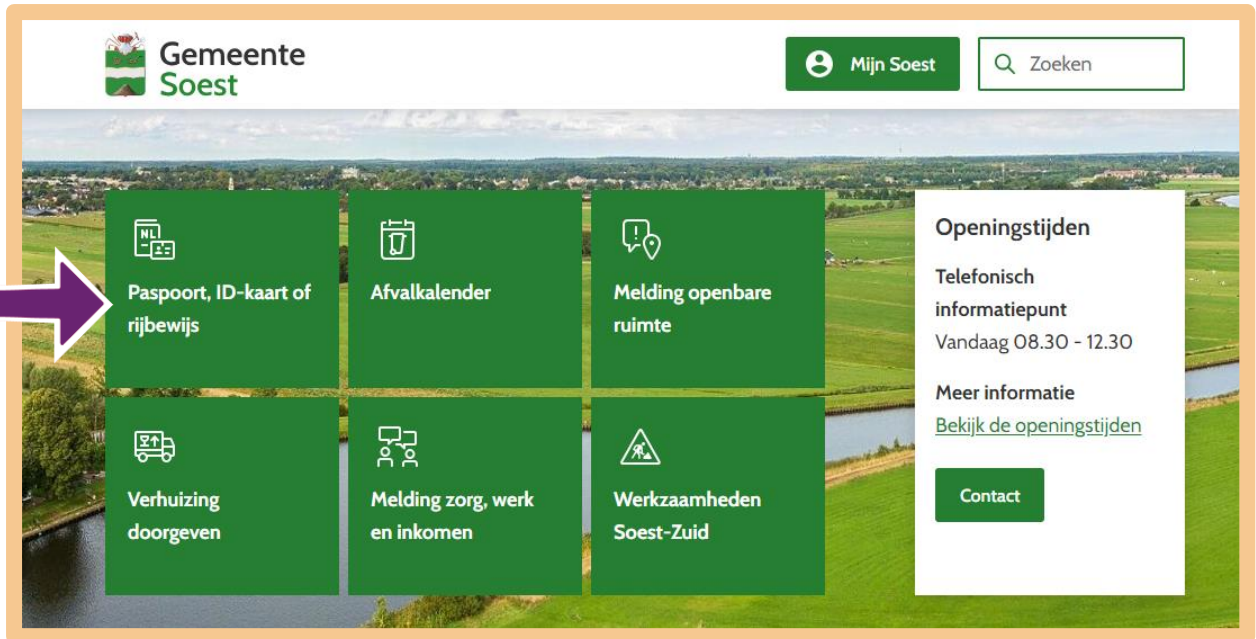 Gemeente
Soest
Mijn Soest
Zoeken
NL
Paspoort, ID-kaart of
rijbewijs
Afvalkalender
Melding openbare
ruimte
Verhuizing
doorgeven
Melding zorg, werk
en inkomen
Werkzaamheden
Soest-Zuid
Openingstijden
Telefonisch
informatiepunt
Vandaag 08.30 - 12.30
Meer informatie
Bekijk de openingstijden
Contact